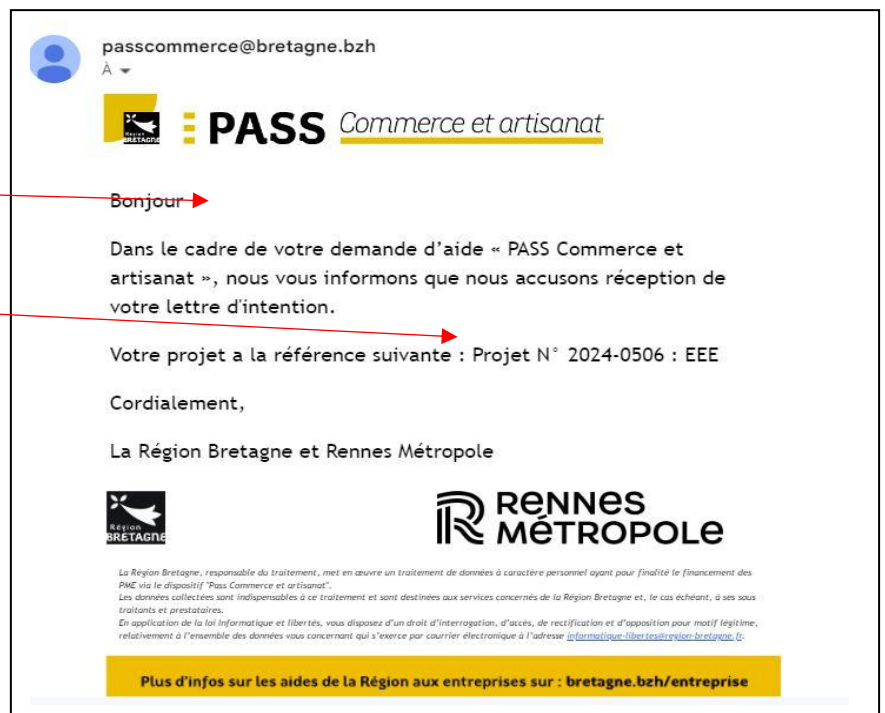 passcommerce@bretagne.bzh
À
Région
BRETAGNE
PASS Commerce et artisanat
Bonjour
Dans le cadre de votre demande d'aide « PASS Commerce et
artisanat », nous vous informons que nous accusons réception de
votre lettre d'intention.
Votre projet a la référence suivante : Projet N° 2024-0506 : EEE
Cordialement,
La Région Bretagne et Rennes Métropole
Région
BRETAGNE
RENNES
MÉTROPOLE
La Région Bretagne, responsable du traitement, met en œuvre un traitement de données à caractère personnel ayant pour finalité le financement des
PME via le dispositif "Pass Commerce et artisanat".
Les données collectées sont indispensables à ce traitement et sont destinées aux services concernés de la Région Bretagne et, le cas échéant, à ses sous
traitants et prestataires.
En application de la loi Informatique et libertés, vous disposez d'un droit d'interrogation, d'accès, de rectification et d'opposition pour motif légitime,
relativement à l'ensemble des données vous concernant qui s'exerce par courrier électronique à l'adresse informatique-libertes@region-bretagne.fr.
Plus d'infos sur les aides de la Région aux entreprises sur : bretagne.bzh/entreprise